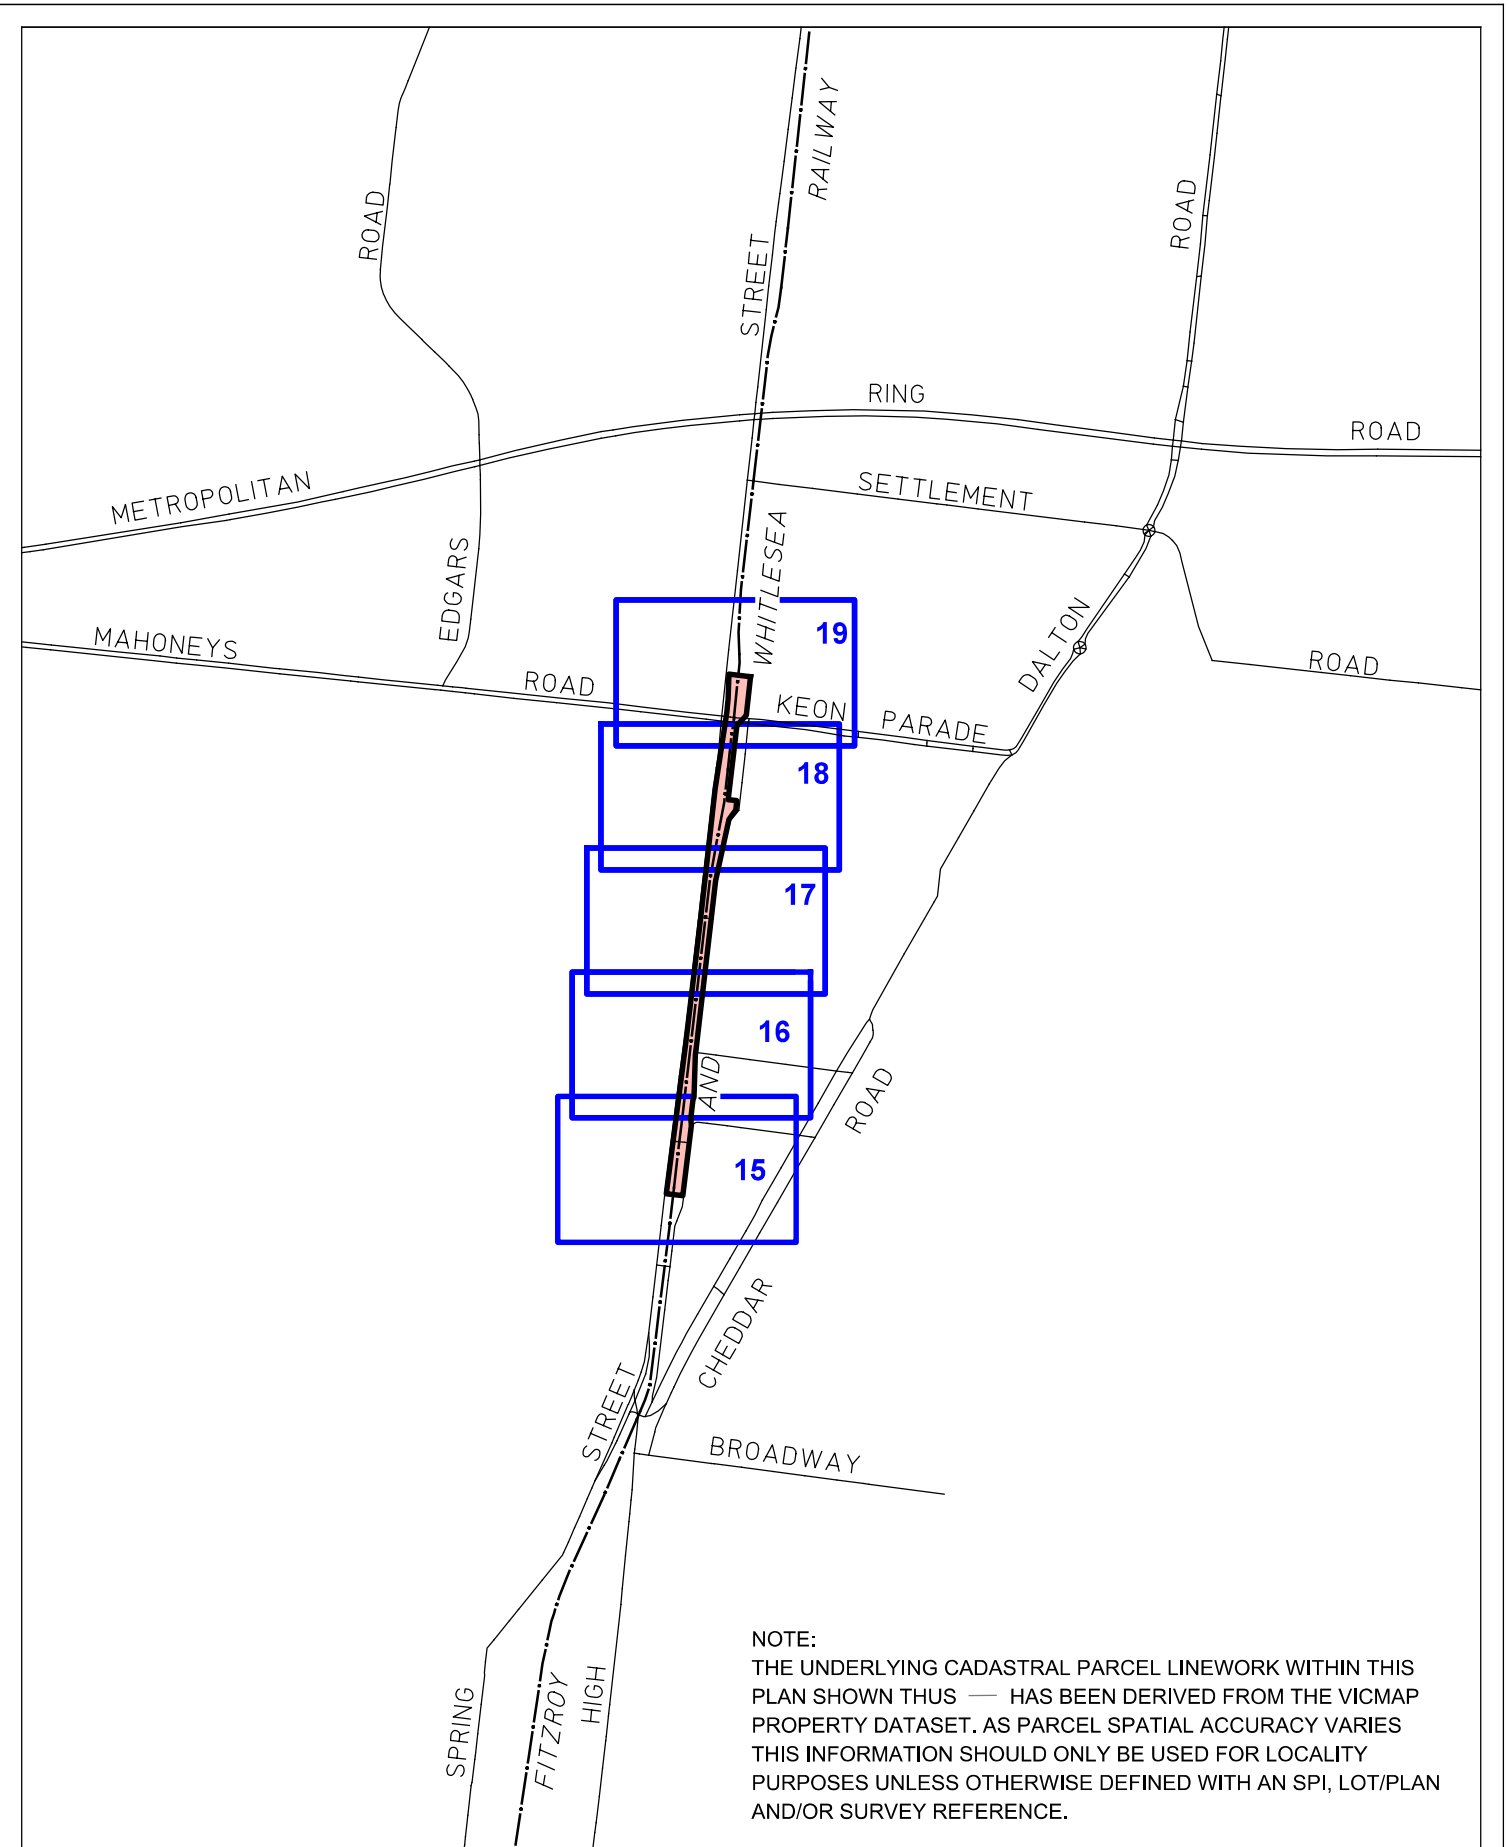 RAILWAY
ROAD
ROAD
STREET
RING
ROAD
METROPOLITAN
SETTLEMENT
WHITLESEA
EDGARS
DALTON
19
MAHONEYS
ROAD
ROAD
KEON
PARADE
18
17
16
AND
ROAD
15
CHEDDAR
STREET
BROADWAY
SPRING
FITZROY
HIGH
NOTE:
THE UNDERLYING CADASTRAL PARCEL LINEWORK WITHIN THIS
PLAN SHOWN THUS — HAS BEEN DERIVED FROM THE VICMAP
PROPERTY DATASET. AS PARCEL SPATIAL ACCURACY VARIES
THIS INFORMATION SHOULD ONLY BE USED FOR LOCALITY
PURPOSES UNLESS OTHERWISE DEFINED WITH AN SPI, LOT/PLAN
AND/OR SURVEY REFERENCE.